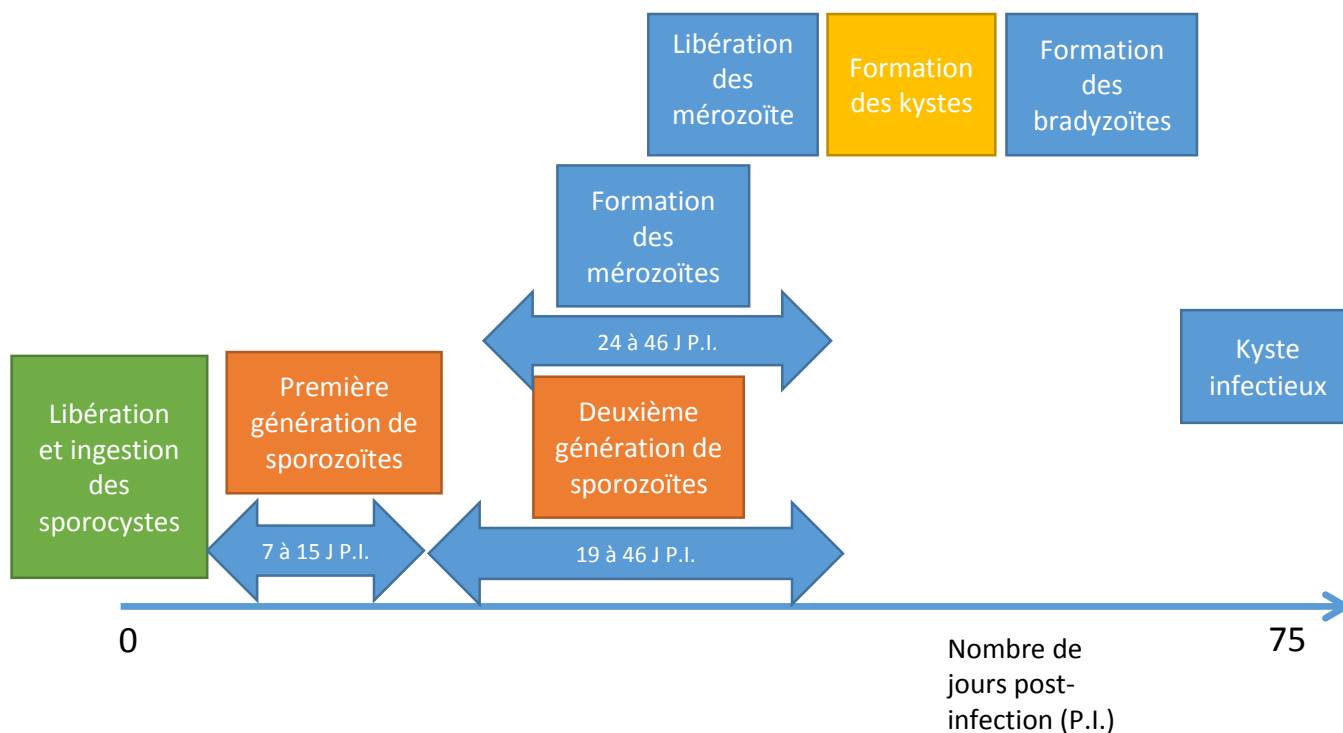 Libération
des
mérozoïte
Formation
des kystes
Formation
des
bradyzoïtes
Formation
des
mérozoïtes
24 à 46 J P.I.
Kyste
infectieux
Libération
et ingestion
des
sporocystes
Première
génération de
sporozoïtes
Deuxième
génération de
sporozoïtes
7 à 15 J P.I.
19 à 46 J P.I.
0
75
Nombre de
jours post-
infection (P.I.)